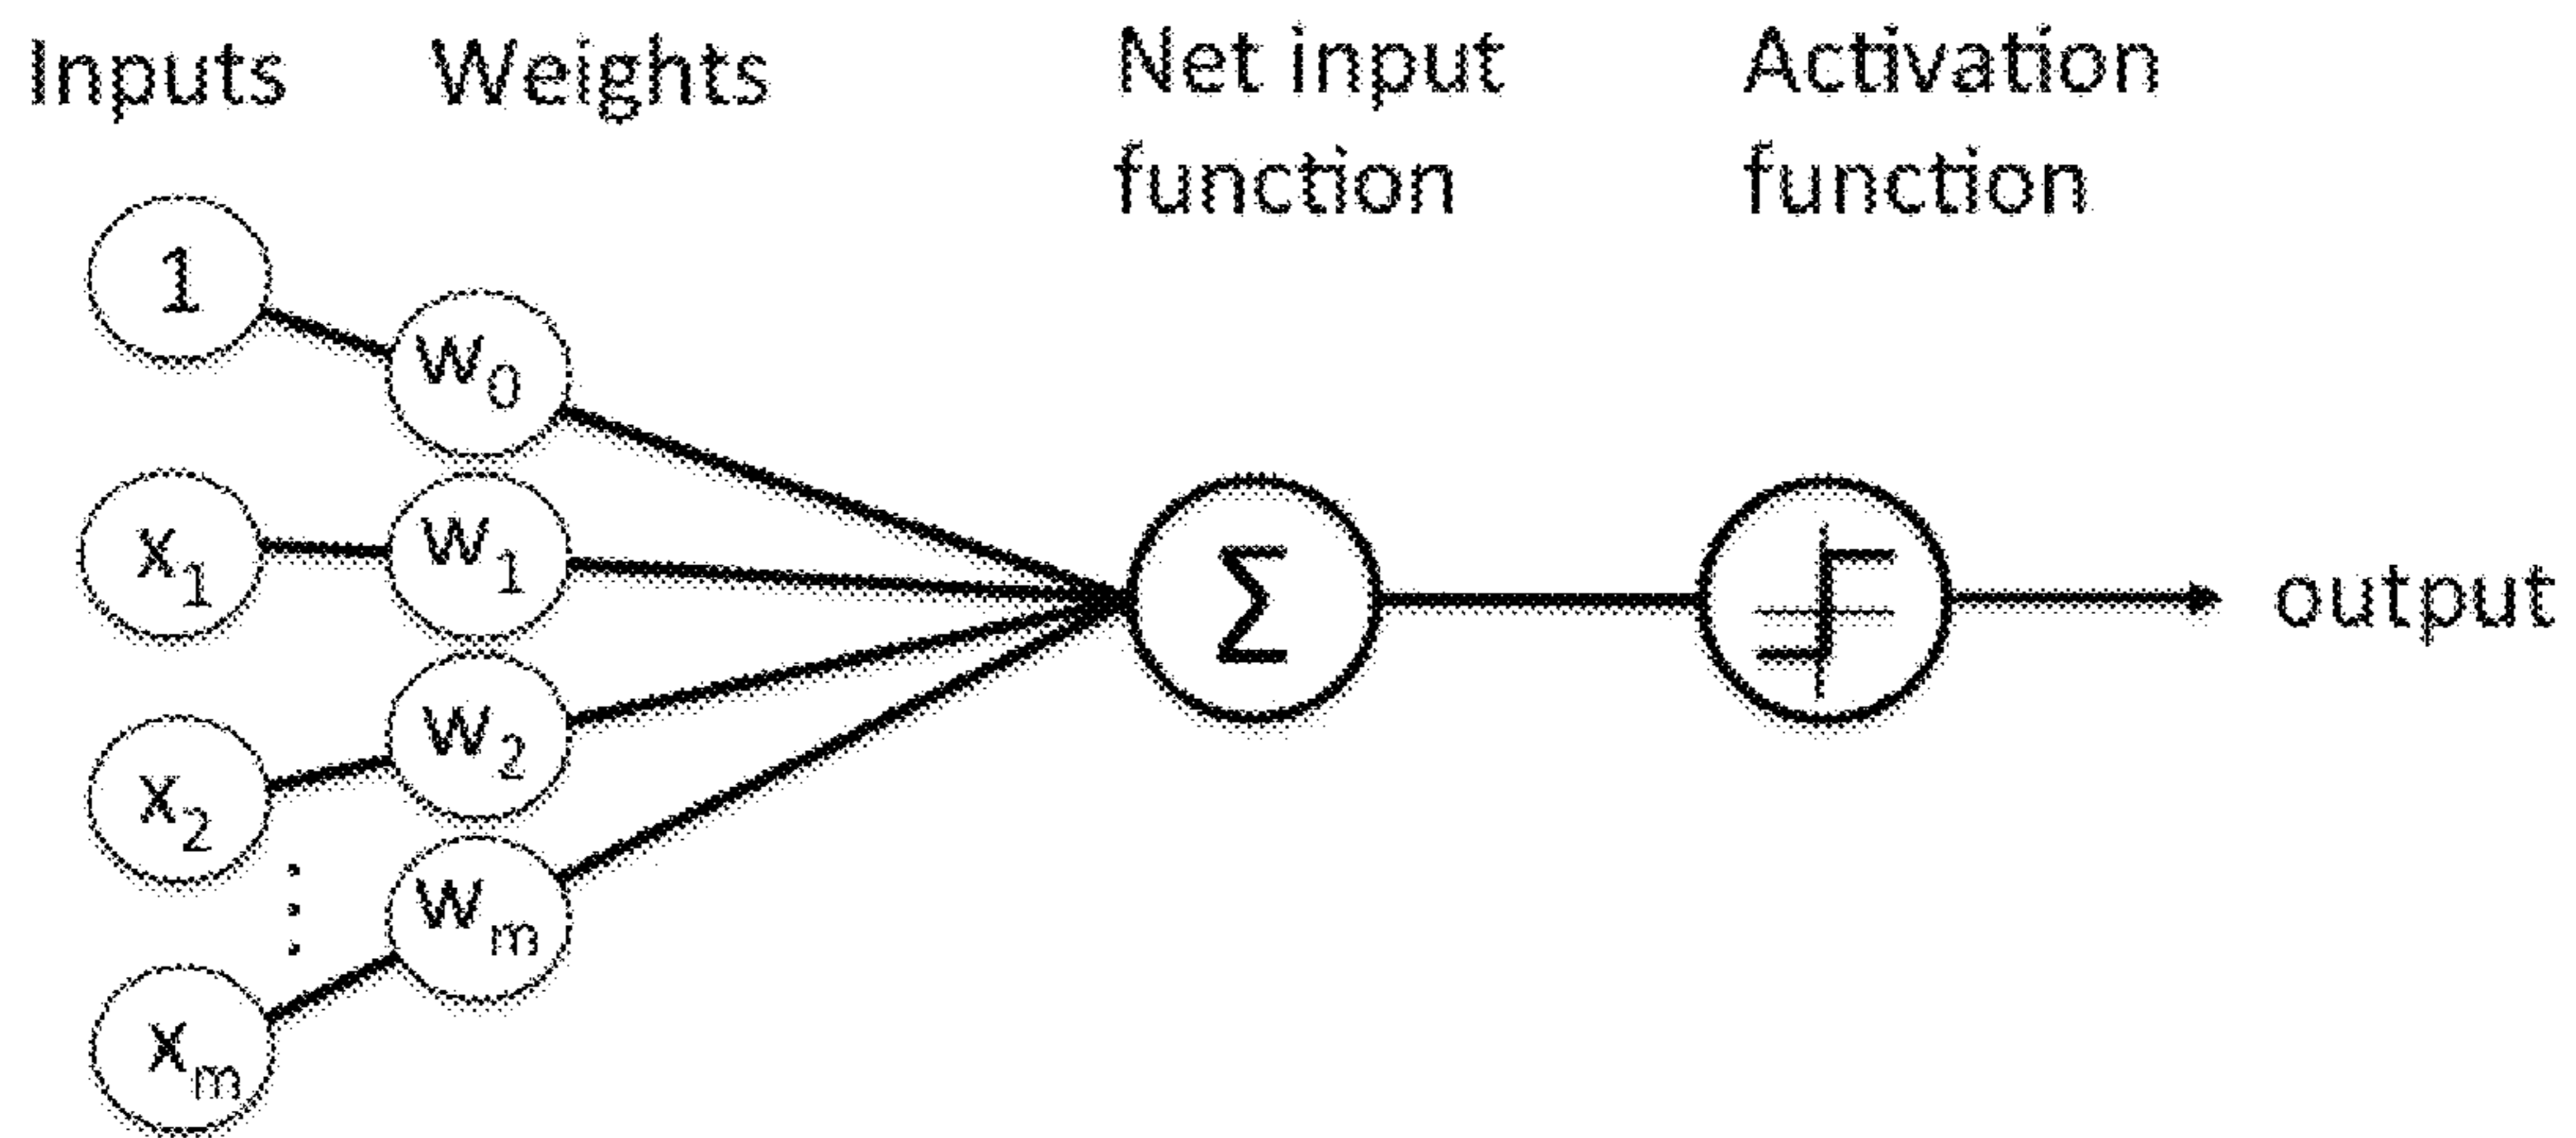 Inputs
Weights
Net input
function
Activation
function
1
w0
x1
w1
x2
w2
xm
wm
Σ
output